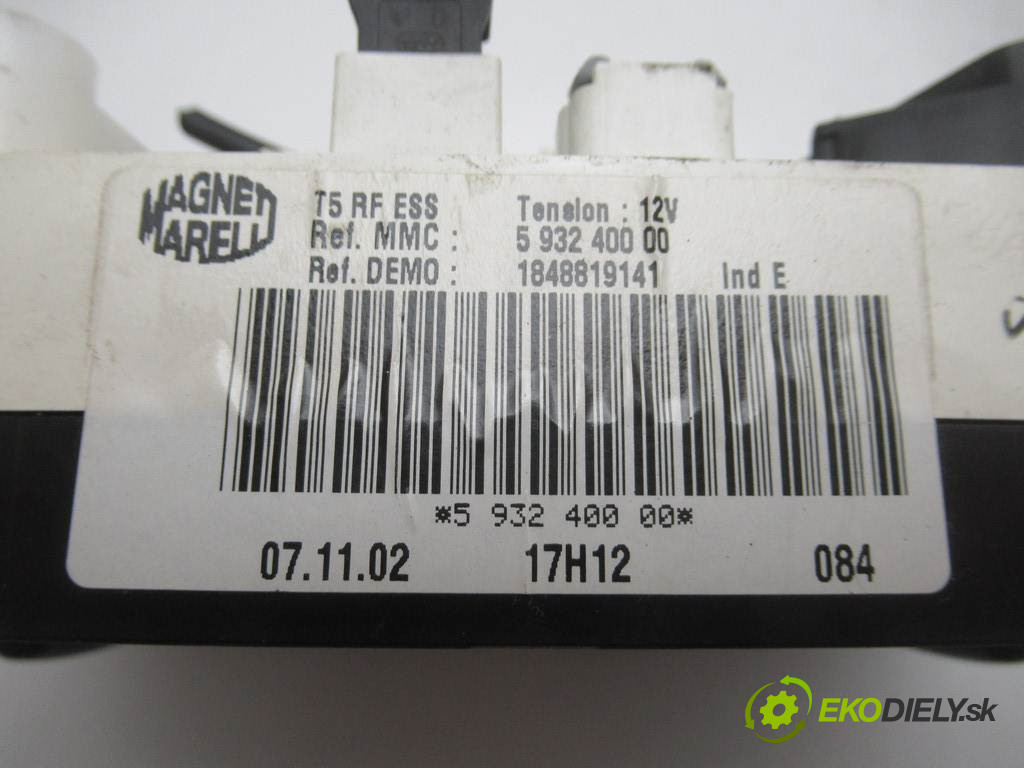 MAGNETI
MARELLI
T5 RF ESS Tension : 12V
Ref. MMC : 5 932 400 00
Ref. DEMO : 1848819141 Ind E
*5 932 400 00*
07.11.02 17H12 084
EKODIELY.sk